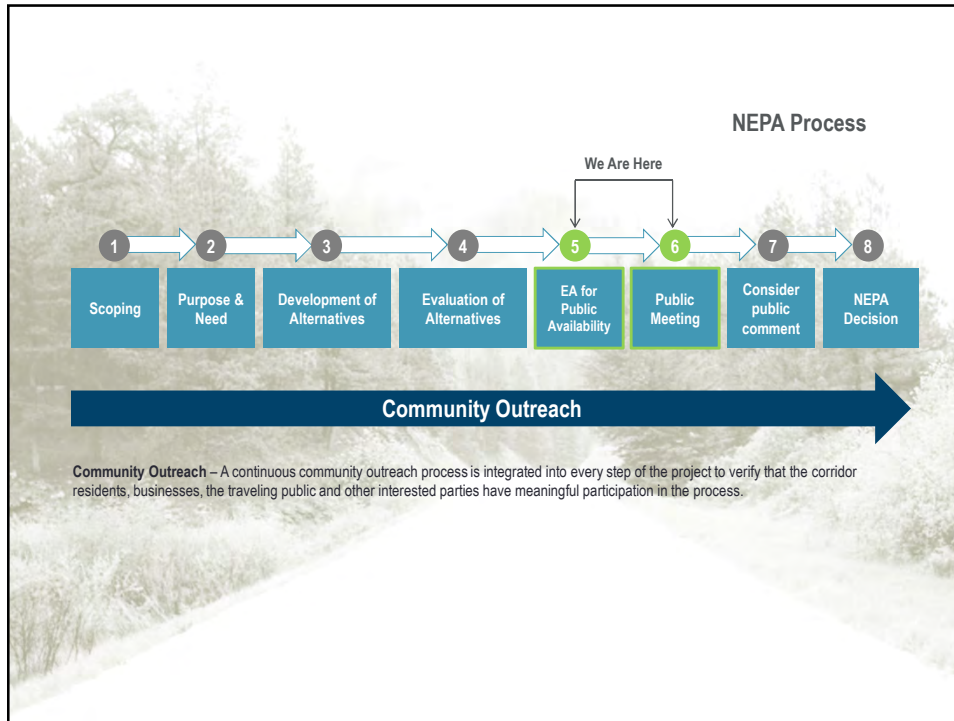 NEPA Process
We Are Here
1
2
3
4
5
6
7
8
Scoping
Purpose &
Need
Development of
Alternatives
Evaluation of
Alternatives
EA for
Public
Availability
Public
Meeting
Consider
public
comment
NEPA
Decision
Community Outreach
Community Outreach – A continuous community outreach process is integrated into every step of the project to verify that the corridor
residents, businesses, the traveling public and other interested parties have meaningful participation in the process.